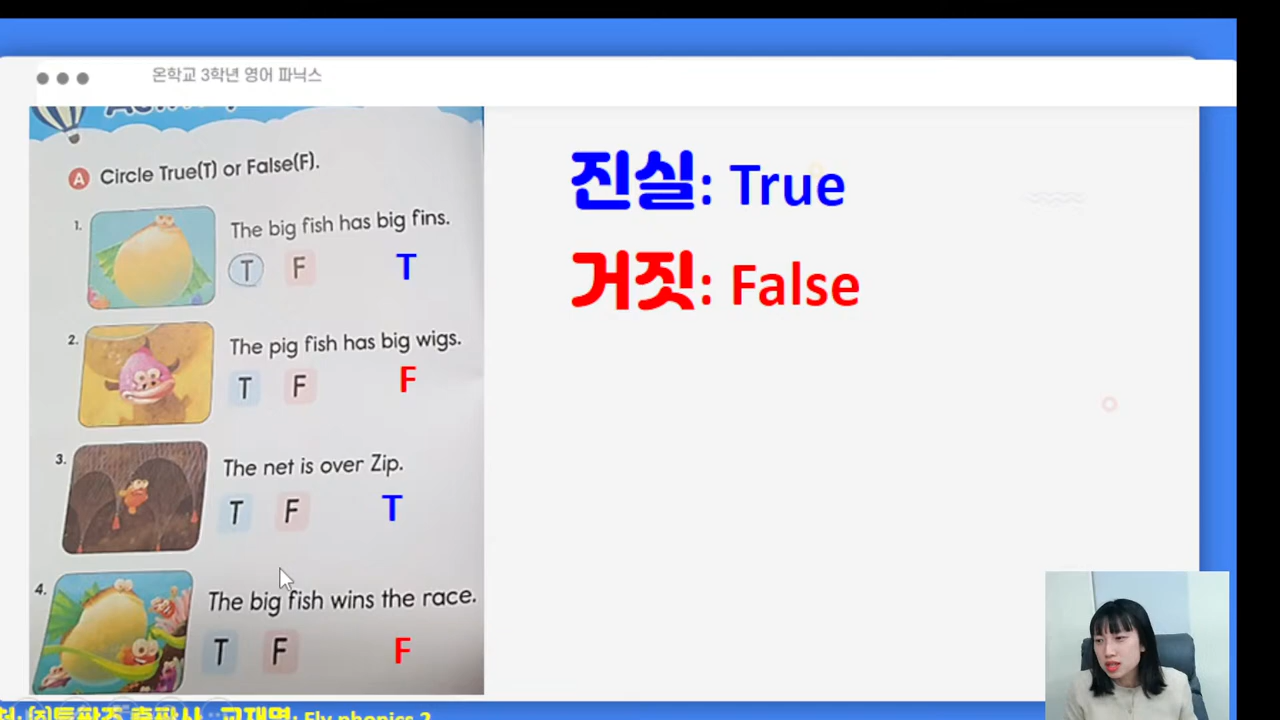 온학교 3학년 영어 파닉스
A Circle True(T) or False(F).
1. The big fish has big fins.
T F T
2. The pig fish has big wigs.
T F F
3. The net is over Zip.
T F T
4. The big fish wins the race.
T F F
진실: True
거짓: False
교재명: Fly phonics 2